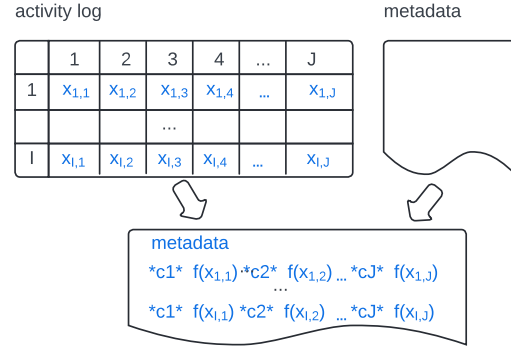 activity log
metadata
1 2 3 4 ... J
1 x1,1 x1,2 x1,3 x1,4 ... x1,J
...
I xI,1 xI,2 xI,3 xI,4 ... xI,J
metadata
*c1* f(x1,1) ·*c2* f(x1,2) ... *cJ* f(x1,J)
...
*c1* f(xI,1) *c2* f(xI,2) ... *cJ* f(xI,J)